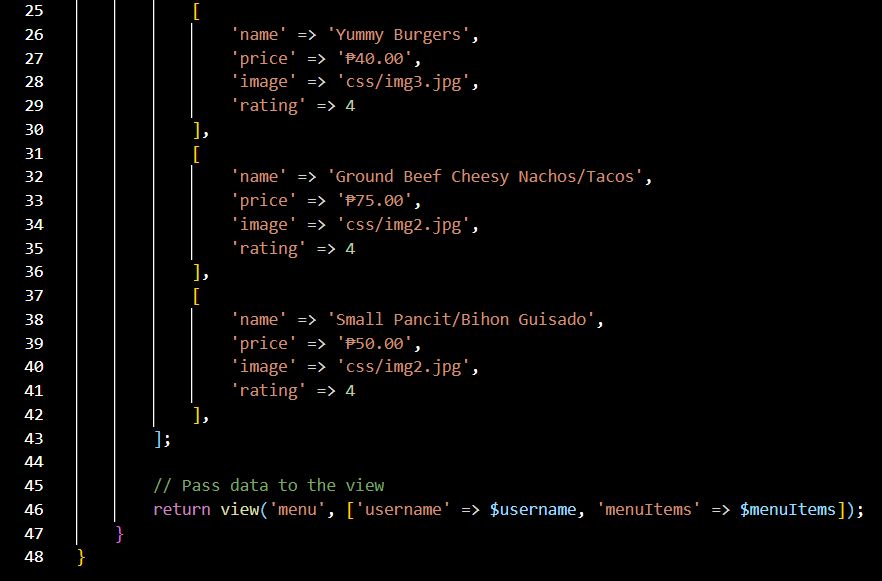 25 [
26 'name' => 'Yummy Burgers',
27 'price' => '₱40.00',
28 'image' => 'css/img3.jpg',
29 'rating' => 4
30 ],
31 [
32 'name' => 'Ground Beef Cheesy Nachos/Tacos',
33 'price' => '₱75.00',
34 'image' => 'css/img2.jpg',
35 'rating' => 4
36 ],
37 [
38 'name' => 'Small Pancit/Bihon Guisado',
39 'price' => '₱50.00',
40 'image' => 'css/img2.jpg',
41 'rating' => 4
42 ],
43 ];
44
45 // Pass data to the view
46 return view('menu', ['username' => $username, 'menuItems' => $menuItems]);
47 }
48 }